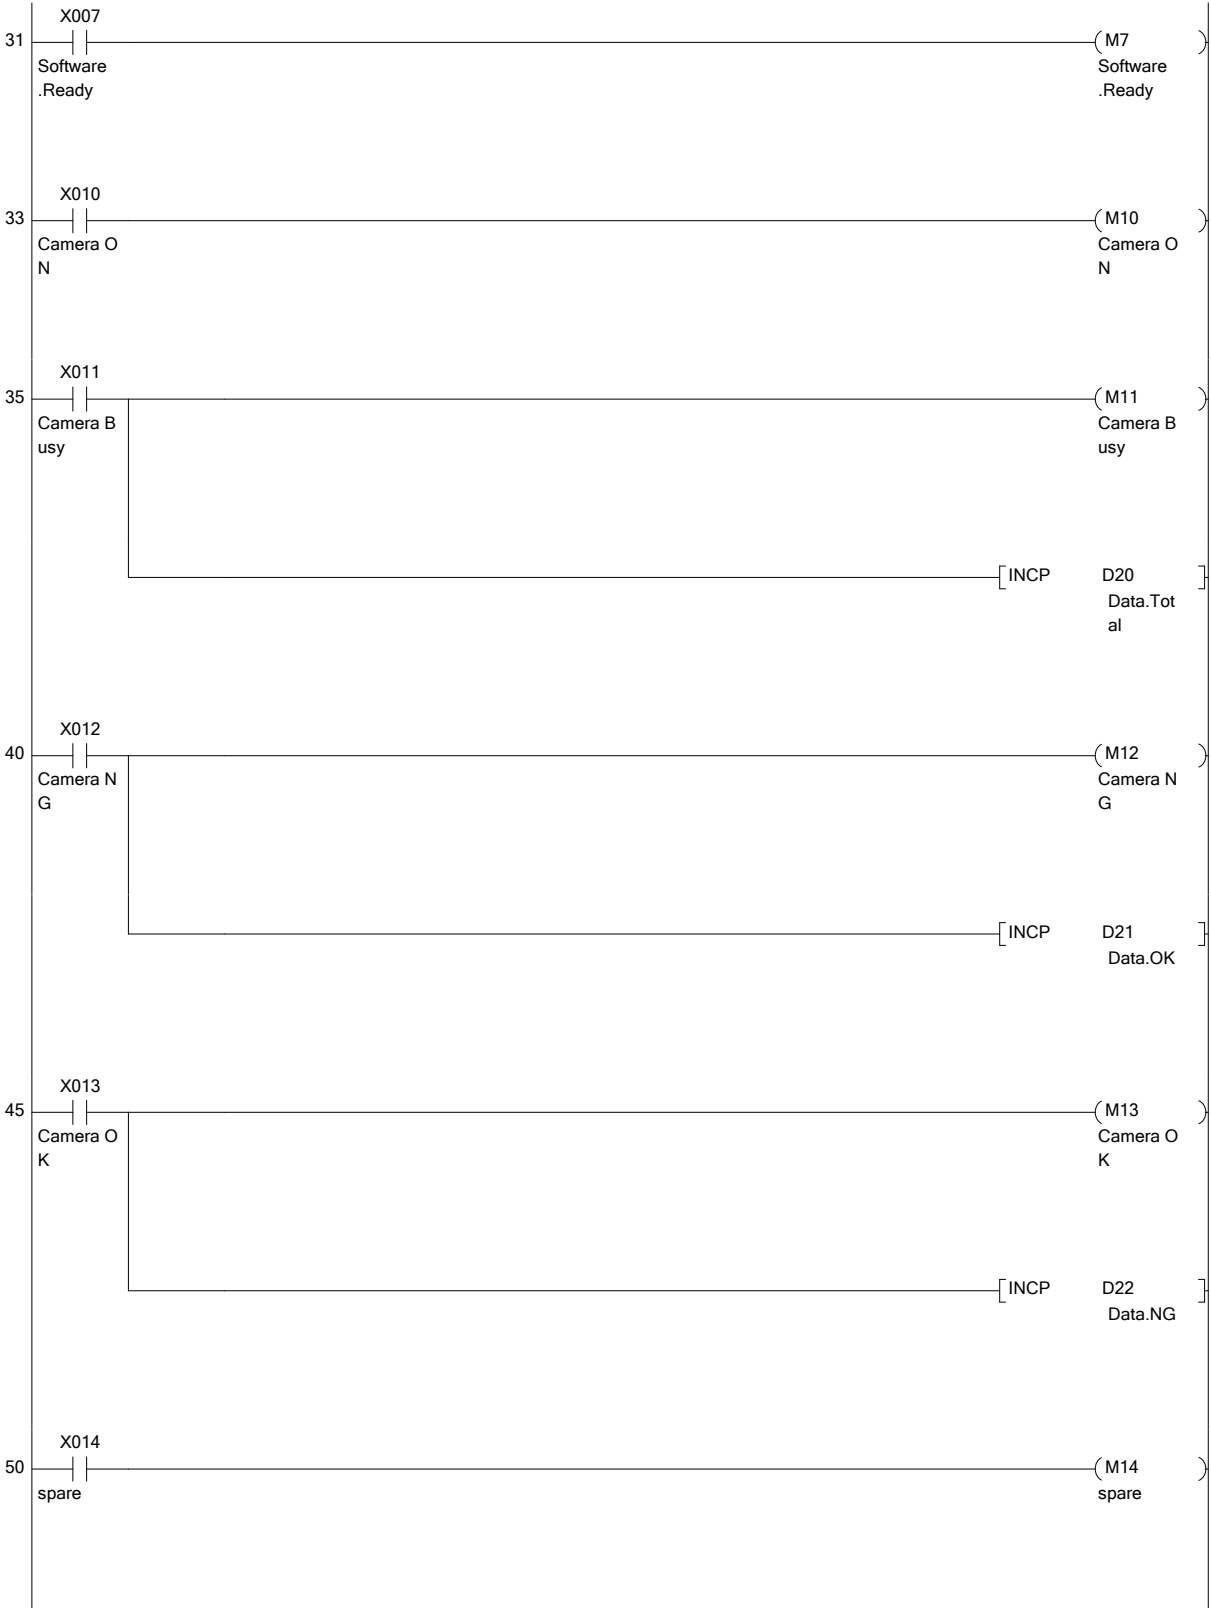 X007
31
M7
Software
.Ready
Software
.Ready
X010
33
M10
Camera O
N
Camera O
N
X011
35
M11
Camera B
usy
Camera B
usy
INCP D20
Data.Tot
al
X012
40
M12
Camera N
G
Camera N
G
INCP D21
Data.OK
X013
45
M13
Camera O
K
Camera O
K
INCP D22
Data.NG
X014
50
M14
spare
spare